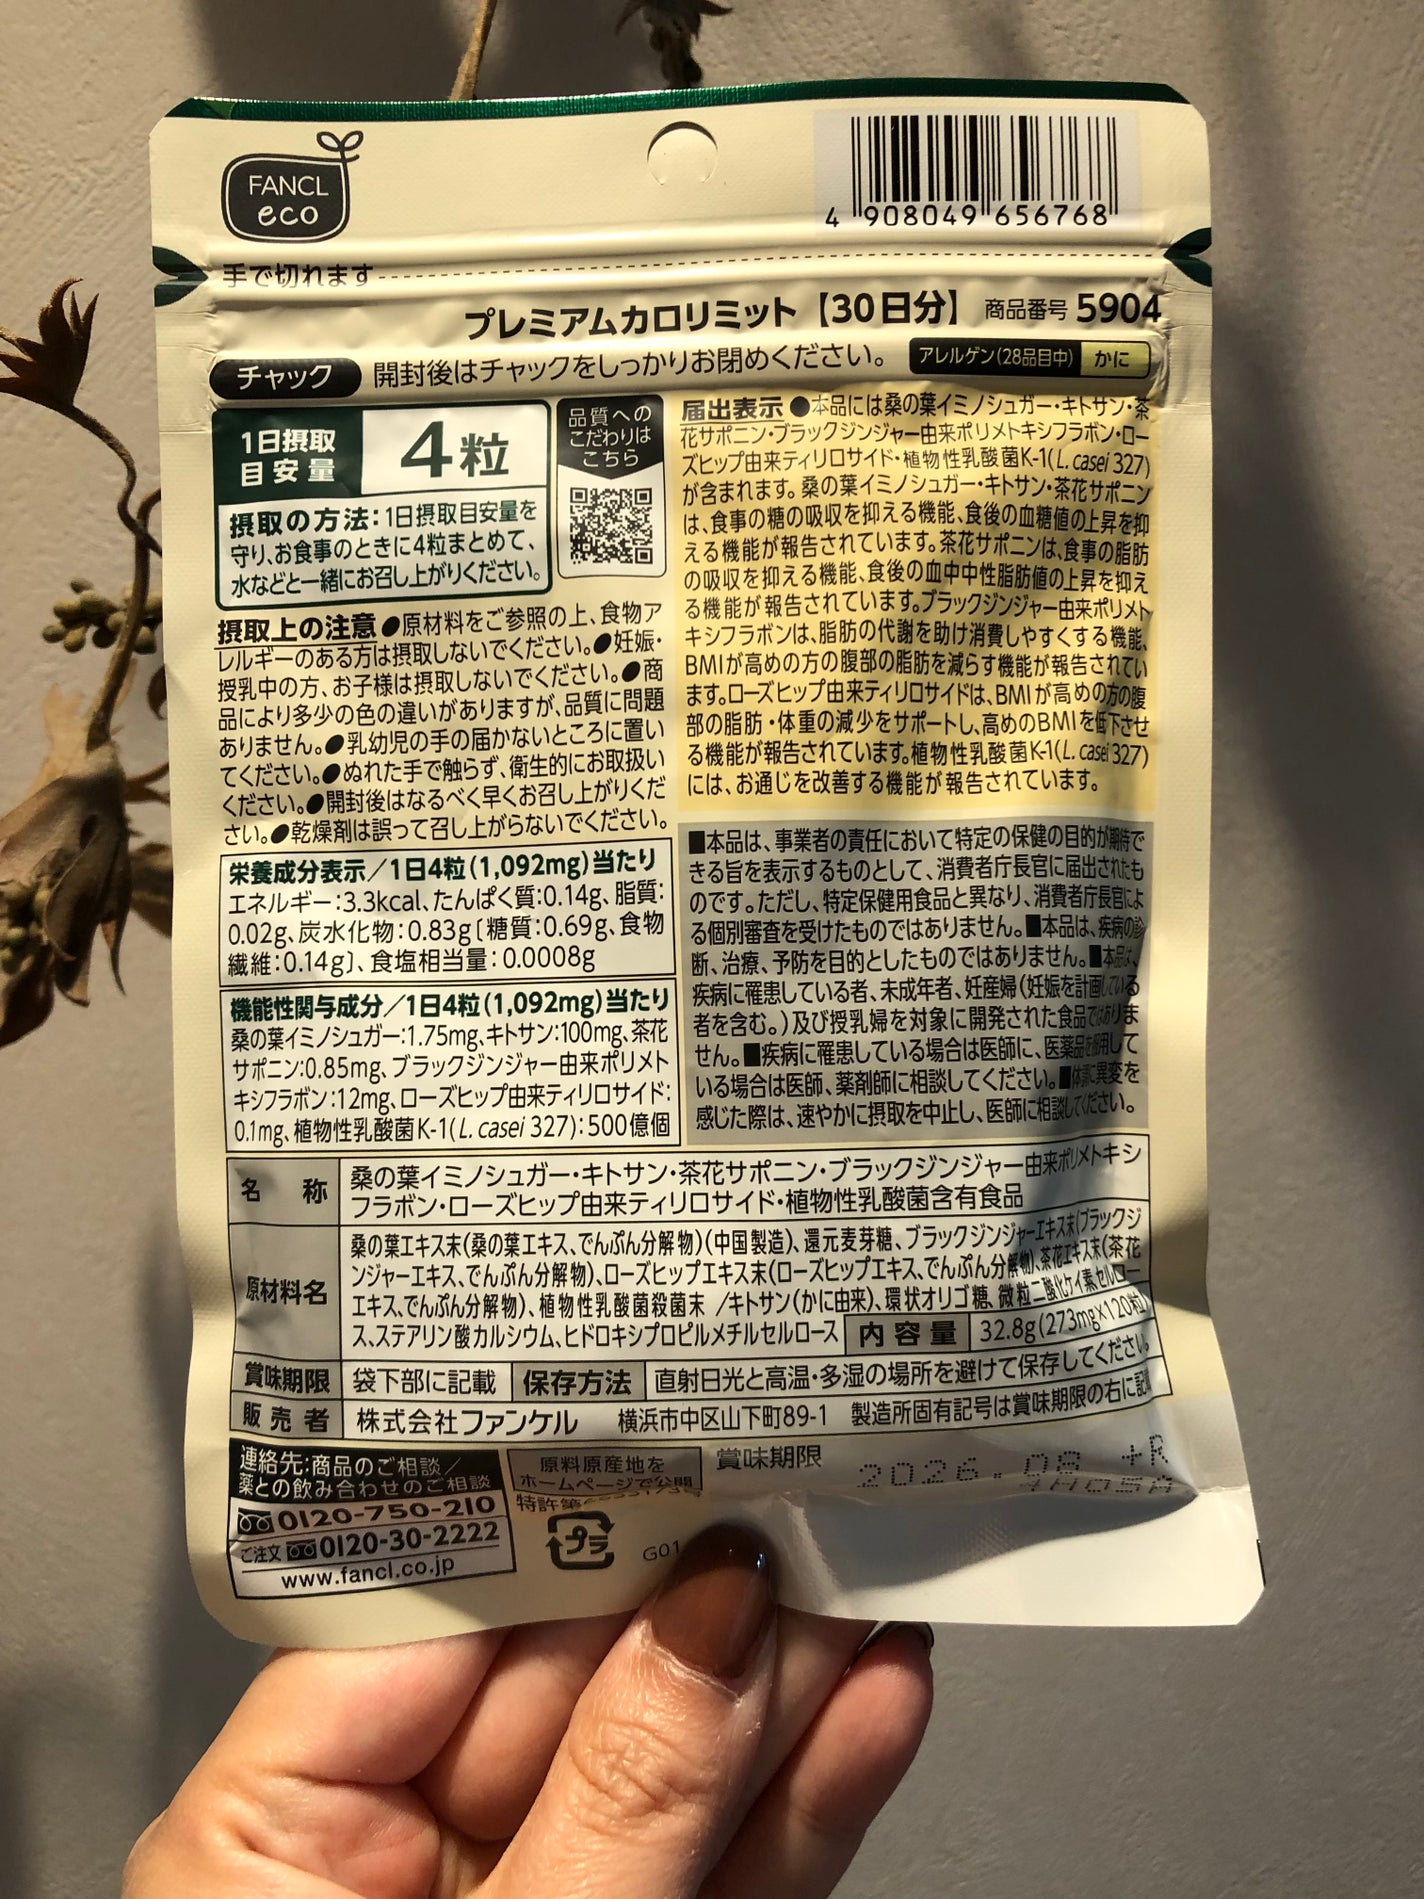 FANCL
eco
4 908049 656768
手で切れます
プレミアムカロリミット【30日分】 商品番号 5904
チャック 開封後はチャックをしっかりお閉めください。 アレルゲン(28品目中) かに
1日摂取
目安量
4粒
摂取の方法:1日摂取目安量を
守り、お食事のときに4粒まとめて、
水などと一緒にお召し上がりください。
品質への
こだわりは
こちら
摂取上の注意●原材料をご参照の上、食物ア
レルギーのある方は摂取しないでください。●妊娠・
授乳中の方、お子様は摂取しないでください。●商
品により多少の色の違いがありますが、品質に問題
ありません。●乳幼児の手の届かないところに置い
てください。●ぬれた手で触らず、衛生的にお取扱い
ください。●開封後はなるべく早くお召し上がりくだ
さい。●乾燥剤は誤って召し上がらないでください。
栄養成分表示/1日4粒(1,092mg)当たり
エネルギー:3.3kcal、たんぱく質:0.14g、脂質:
0.02g、炭水化物:0.83g〔糖質:0.69g、食物
繊維:0.14g〕、食塩相当量:0.0008g
機能性関与成分/1日4粒(1,092mg)当たり
桑の葉イミノシュガー:1.75mg、キトサン:100mg、茶花
サポニン:0.85mg、ブラックジンジャー由来ポリメト
キシフラボン:12mg、ローズヒップ由来ティリロサイド:
0.1mg、植物性乳酸菌K-1(L. casei 327):500億個
届出表示 ●本品には桑の葉イミノシュガー・キトサン・茶
花サポニン・ブラックジンジャー由来ポリメトキシフラボン・ロー
ズヒップ由来ティリロサイド・植物性乳酸菌K-1(L. casei 327)
が含まれます。桑の葉イミノシュガー・キトサン・茶花サポニン
は、食事の糖の吸収を抑える機能、食後の血糖値の上昇を抑
える機能が報告されています。茶花サポニンは、食事の脂肪
の吸収を抑える機能、食後の血中中性脂肪値の上昇を抑え
る機能が報告されています。ブラックジンジャー由来ポリメト
キシフラボンは、脂肪の代謝を助け消費しやすくする機能、
BMIが高めの方の腹部の脂肪を減らす機能が報告されてい
ます。ローズヒップ由来ティリロサイドは、BMIが高めの方の腹
部の脂肪・体重の減少をサポートし、高めのBMIを低下させ
る機能が報告されています。植物性乳酸菌K-1(L. casei 327)
には、お通じを改善する機能が報告されています。
■本品は、事業者の責任において特定の保健の目的が期待で
きる旨を表示するものとして、消費者庁長官に届出されたも
のです。ただし、特定保健用食品と異なり、消費者庁長官によ
る個別審査を受けたものではありません。■本品は、疾病の診
断、治療、予防を目的としたものではありません。■本品は、
疾病に罹患している者、未成年者、妊産婦(妊娠を計画している
者を含む。)及び授乳婦を対象に開発された食品ではありま
せん。■疾病に罹患している場合は医師に、医薬品を服用して
いる場合は医師、薬剤師に相談してください。■体調に異変を
感じた際は、速やかに摂取を中止し、医師に相談してください。
名 称 桑の葉イミノシュガー・キトサン・茶花サポニン・ブラックジンジャー由来ポリメトキシ
フラボン・ローズヒップ由来ティリロサイド・植物性乳酸菌含有食品
原材料名 桑の葉エキス末(桑の葉エキス、でんぷん分解物)(中国製造)、還元麦芽糖、ブラックジンジャーエキス末(ブラックジ
ンジャーエキス、でんぷん分解物)、ローズヒップエキス末(ローズヒップエキス、でんぷん分解物)、茶花エキス末(茶花
エキス、でんぷん分解物)、植物性乳酸菌殺菌末 /キトサン(かに由来)、環状オリゴ糖、微粒二酸化ケイ素、セルロー
ス、ステアリン酸カルシウム、ヒドロキシプロピルメチルセルロース 内容量 32.8g(273mg×120粒)
賞味期限 袋下部に記載 保存方法 直射日光と高温・多湿の場所を避けて保存してください。
販売者 株式会社ファンケル 横浜市中区山下町89-1 製造所固有記号は賞味期限の右に記載
連絡先:商品のご相談/
薬との飲み合わせのご相談
0120-750-210
ご注文 0120-30-2222
www.fancl.co.jp
原料原産地を
ホームページで公開
特許第
プラ
G01
賞味期限 2026.08 +R
4H05A